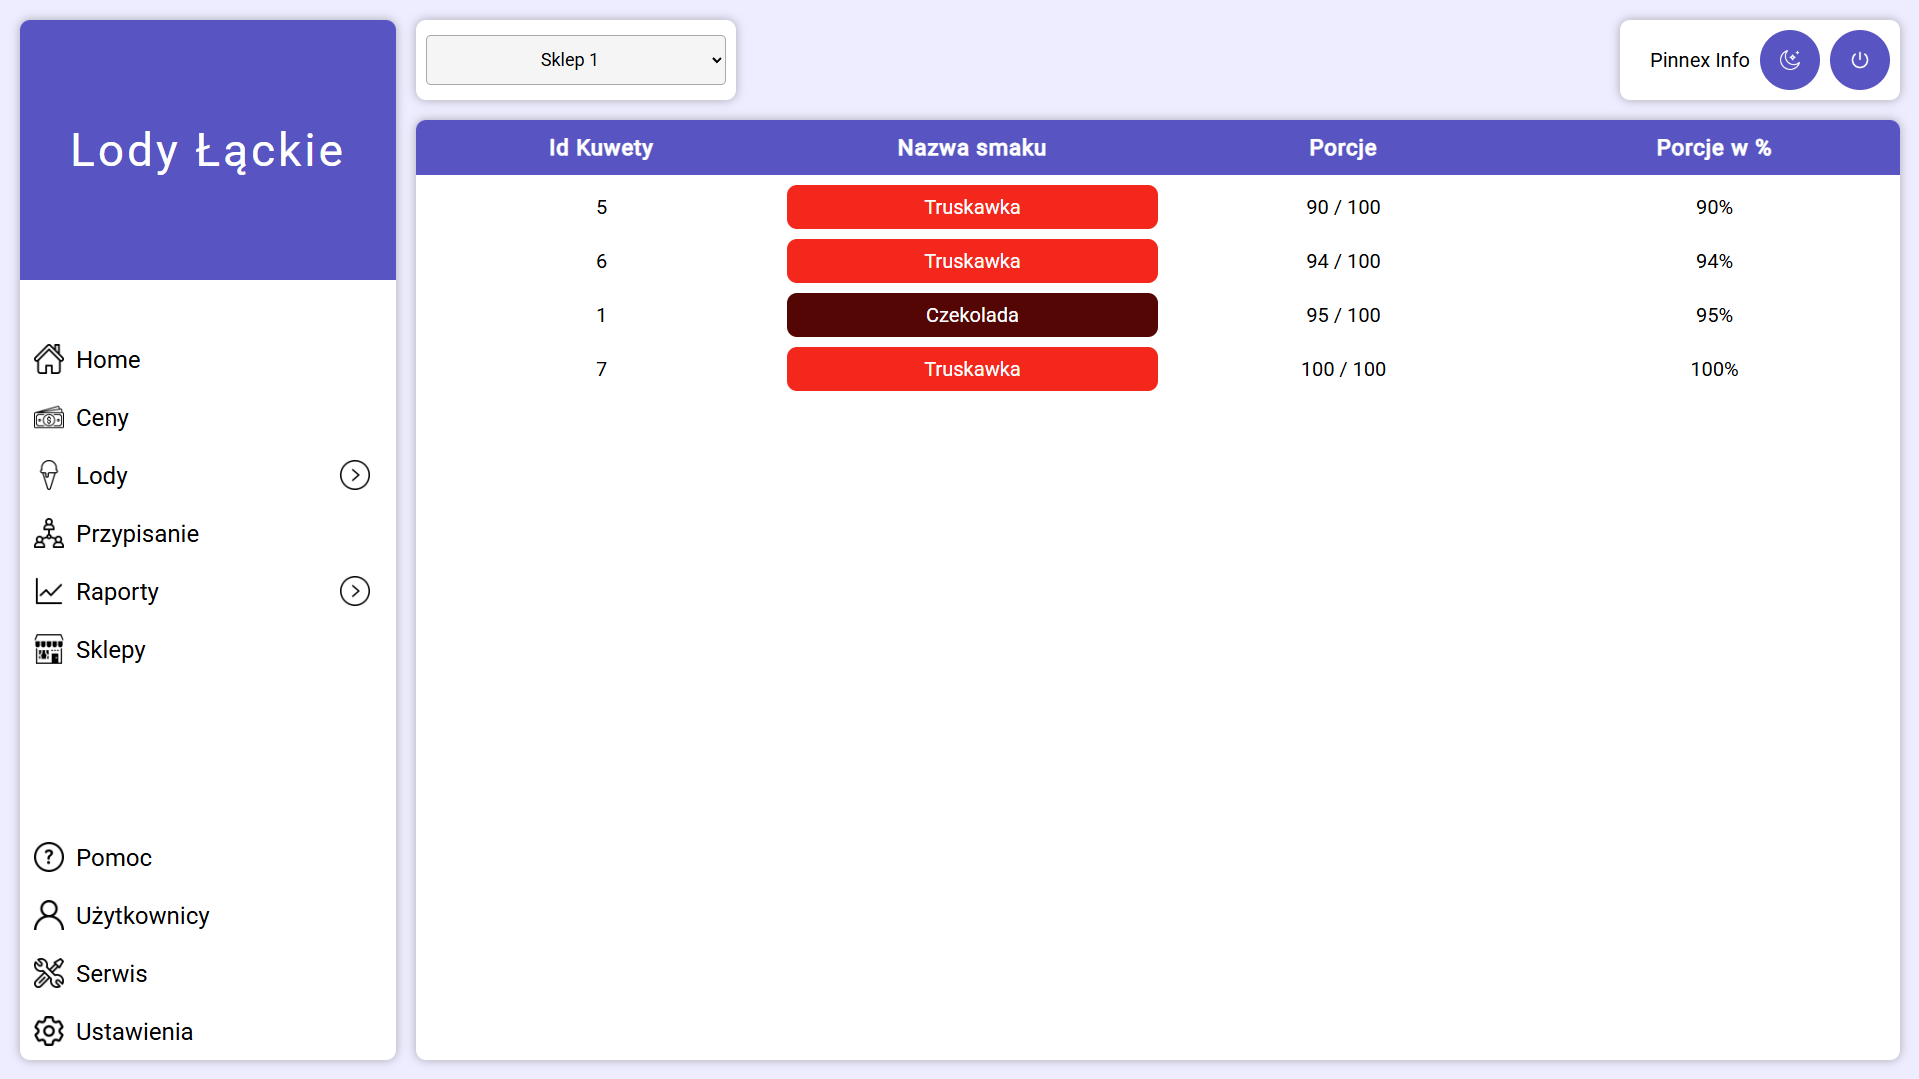 Lody Łąckie
Home
Ceny
Lody
Przypisanie
Raporty
Sklepy
Pomoc
Użytkownicy
Serwis
Ustawienia
Sklep 1
Pinnex Info
Id Kuwety Nazwa smaku Porcje Porcje w %
5 Truskawka 90 / 100 90%
6 Truskawka 94 / 100 94%
1 Czekolada 95 / 100 95%
7 Truskawka 100 / 100 100%